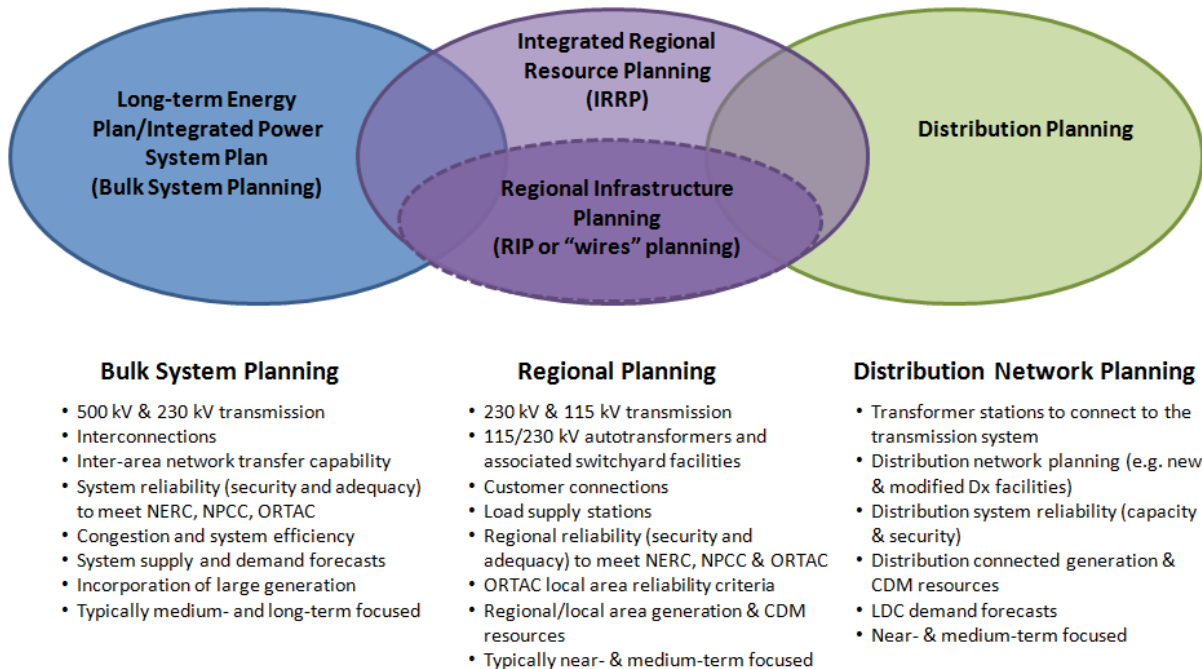 Long-term Energy
Plan/Integrated Power
System Plan
(Bulk System Planning)
Integrated Regional
Resource Planning
(IRRP)
Regional Infrastructure
Planning
(RIP or “wires” planning)
Distribution Planning
Bulk System Planning
• 500 kV & 230 kV transmission
• Interconnections
• Inter-area network transfer capability
• System reliability (security and adequacy)
to meet NERC, NPCC, ORTAC
• Congestion and system efficiency
• System supply and demand forecasts
• Incorporation of large generation
• Typically medium- and long-term focused
Regional Planning
• 230 kV & 115 kV transmission
• 115/230 kV autotransformers and
associated switchyard facilities
• Customer connections
• Load supply stations
• Regional reliability (security and
adequacy) to meet NERC, NPCC & ORTAC
• ORTAC local area reliability criteria
• Regional/local area generation & CDM
resources
• Typically near- & medium-term focused
Distribution Network Planning
• Transformer stations to connect to the
transmission system
• Distribution network planning (e.g. new
& modified Dx facilities)
• Distribution system reliability (capacity
& security)
• Distribution connected generation &
CDM resources
• LDC demand forecasts
• Near- & medium-term focused